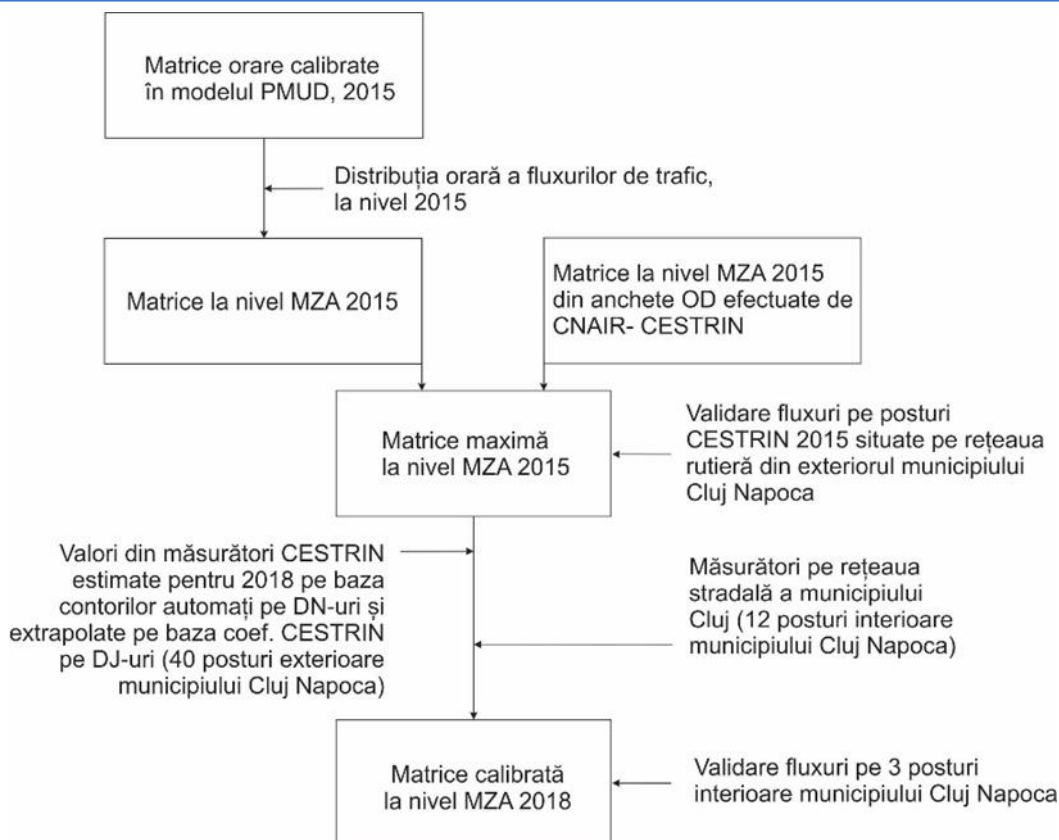 Matrice orare calibrate
în modelul PMUD, 2015
Distribuția orară a fluxurilor de trafic,
la nivel 2015
Matrice la nivel MZA 2015
Matrice la nivel MZA 2015
din anchete OD efectuate de
CNAIR- CESTRIN
Matrice maximă
la nivel MZA 2015
Validare fluxuri pe posturi
CESTRIN 2015 situate pe rețeaua
rutieră din exteriorul municipiului
Cluj Napoca
Valori din măsurători CESTRIN
estimate pentru 2018 pe baza
contorilor automați pe DN-uri și
extrapolate pe baza coef. CESTRIN
pe DJ-uri (40 posturi exterioare
municipiului Cluj Napoca)
Măsurători pe rețeaua
stradală a municipiului
Cluj (12 posturi interioare
municipiului Cluj Napoca)
Matrice calibrată
la nivel MZA 2018
Validare fluxuri pe 3 posturi
interioare municipiului Cluj Napoca